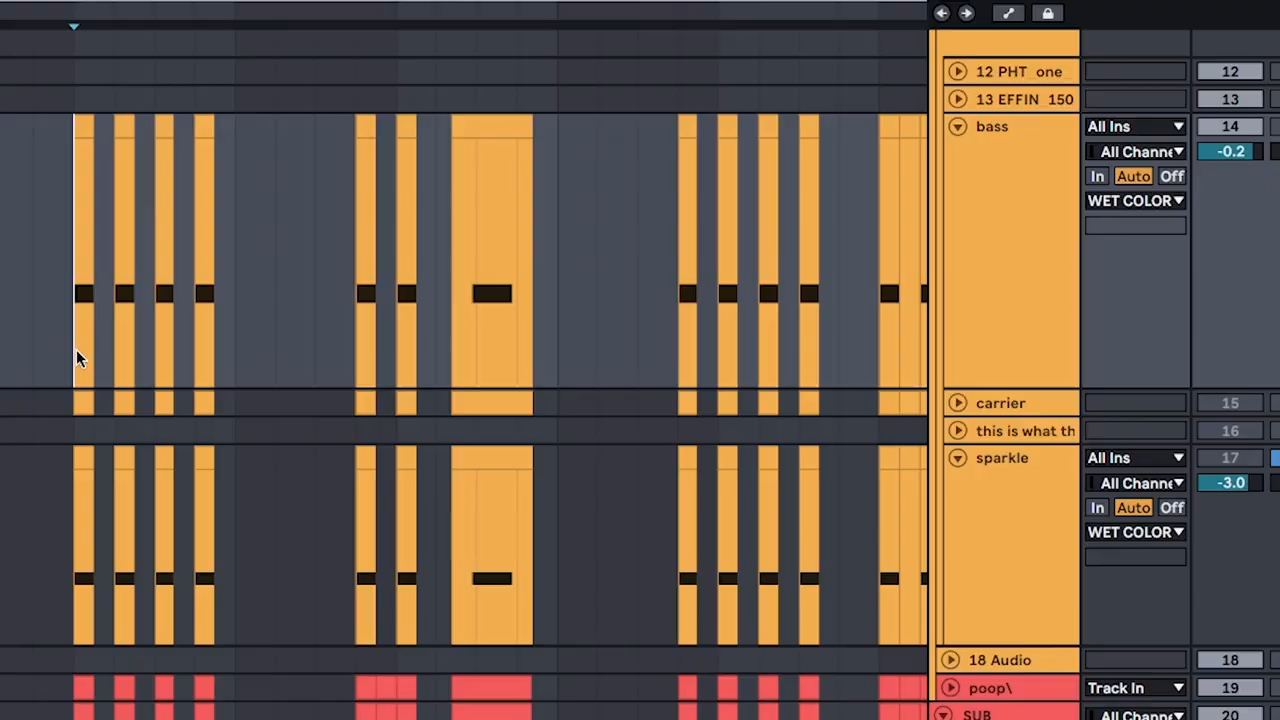 12 PHT one
12
13 EFFIN 150
13
bass
All Ins
14
All Channe
-0.2
In
Auto
Off
WET COLOR
carrier
15
this is what th
16
sparkle
All Ins
17
All Channe
-3.0
In
Auto
Off
WET COLOR
18 Audio
18
poop\
Track In
19
SUB
All Channe
20